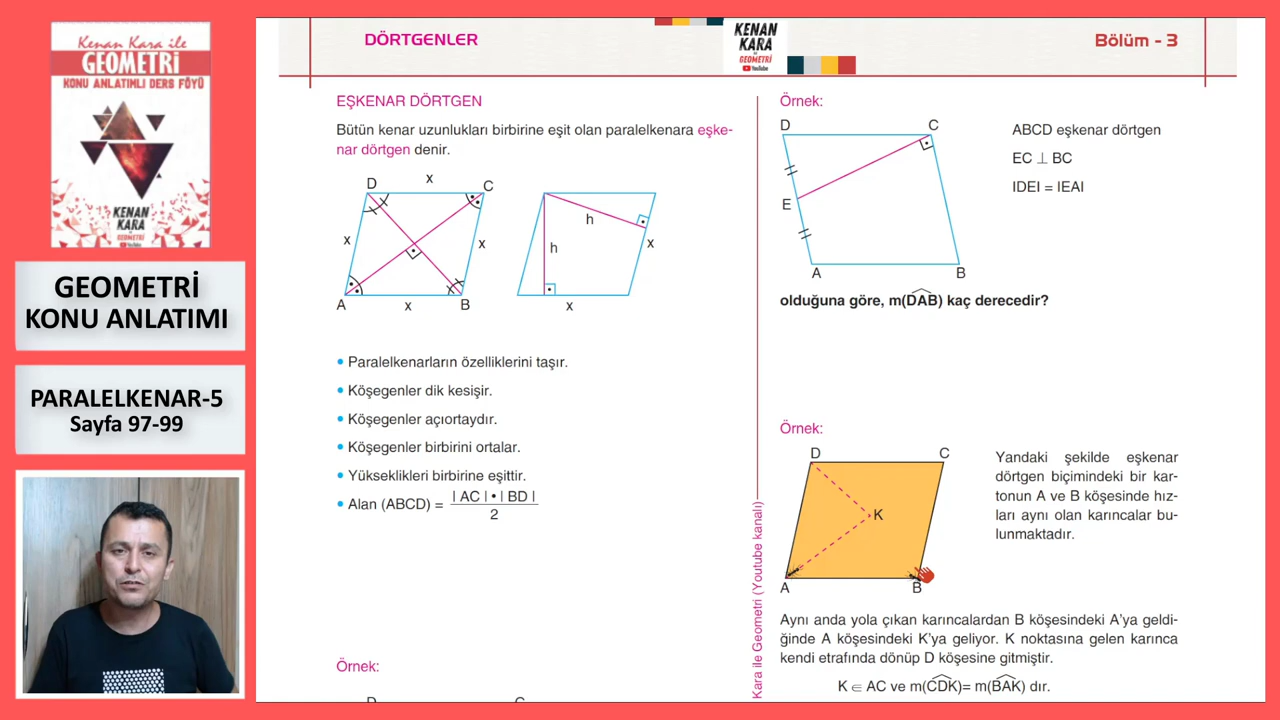 Kenan Kara ile
GEOMETRİ
KONU ANLATIMLI DERS FÖYÜ
KENAN
KARA
GEOMETRİ
YouTube
GEOMETRİ
KONU ANLATIMI
PARALELKENAR-5
Sayfa 97-99
DÖRTGENLER
KENAN
KARA
GEOMETRİ
YouTube
Bölüm - 3
EŞKENAR DÖRTGEN
Bütün kenar uzunlukları birbirine eşit olan paralelkenara eşke-
nar dörtgen denir.
D
x
C
x
x
A
x
B
h
h
x
x
• Paralelkenarların özelliklerini taşır.
• Köşegenler dik kesişir.
• Köşegenler açıortaydır.
• Köşegenler birbirini ortalar.
• Yükseklikleri birbirine eşittir.
• Alan (ABCD) = | AC | • | BD | / 2
Örnek:
D
C
Kara ile Geometri (Youtube kanalı)
Örnek:
D
C
E
A
B
ABCD eşkenar dörtgen
EC ⊥ BC
IDEI = IEAI
olduğuna göre, m(DAB) kaç derecedir?
Örnek:
D
C
K
A
B
Yandaki şekilde eşkenar
dörtgen biçimindeki bir kar-
tonun A ve B köşesinde hız-
ları aynı olan karıncalar bu-
lunmaktadır.
Aynı anda yola çıkan karıncalardan B köşesindeki A'ya geldi-
ğinde A köşesindeki K'ya geliyor. K noktasına gelen karınca
kendi etrafında dönüp D köşesine gitmiştir.
K ∈ AC ve m(CDK)= m(BAK) dır.